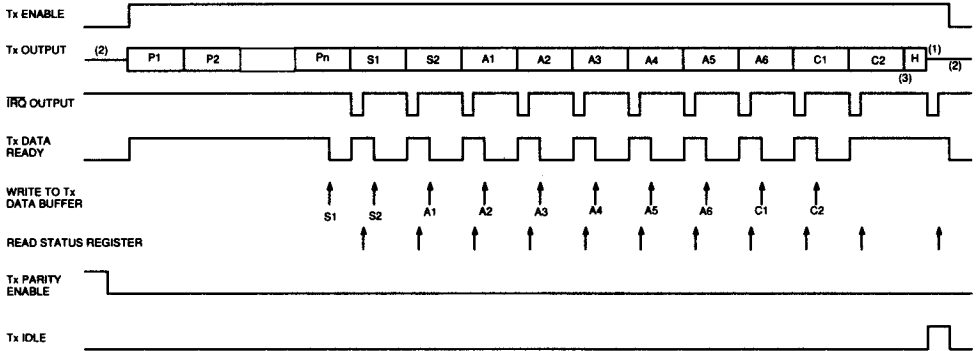 Tx ENABLE
Tx OUTPUT
(2) P1 P2 Pn S1 S2 A1 A2 A3 A4 A5 A6 C1 C2 H (1)
(3) (2)
IRQ OUTPUT
Tx DATA
READY
WRITE TO Tx
DATA BUFFER
S1 S2 A1 A2 A3 A4 A5 A6 C1 C2
READ STATUS REGISTER
Tx PARITY
ENABLE
Tx IDLE